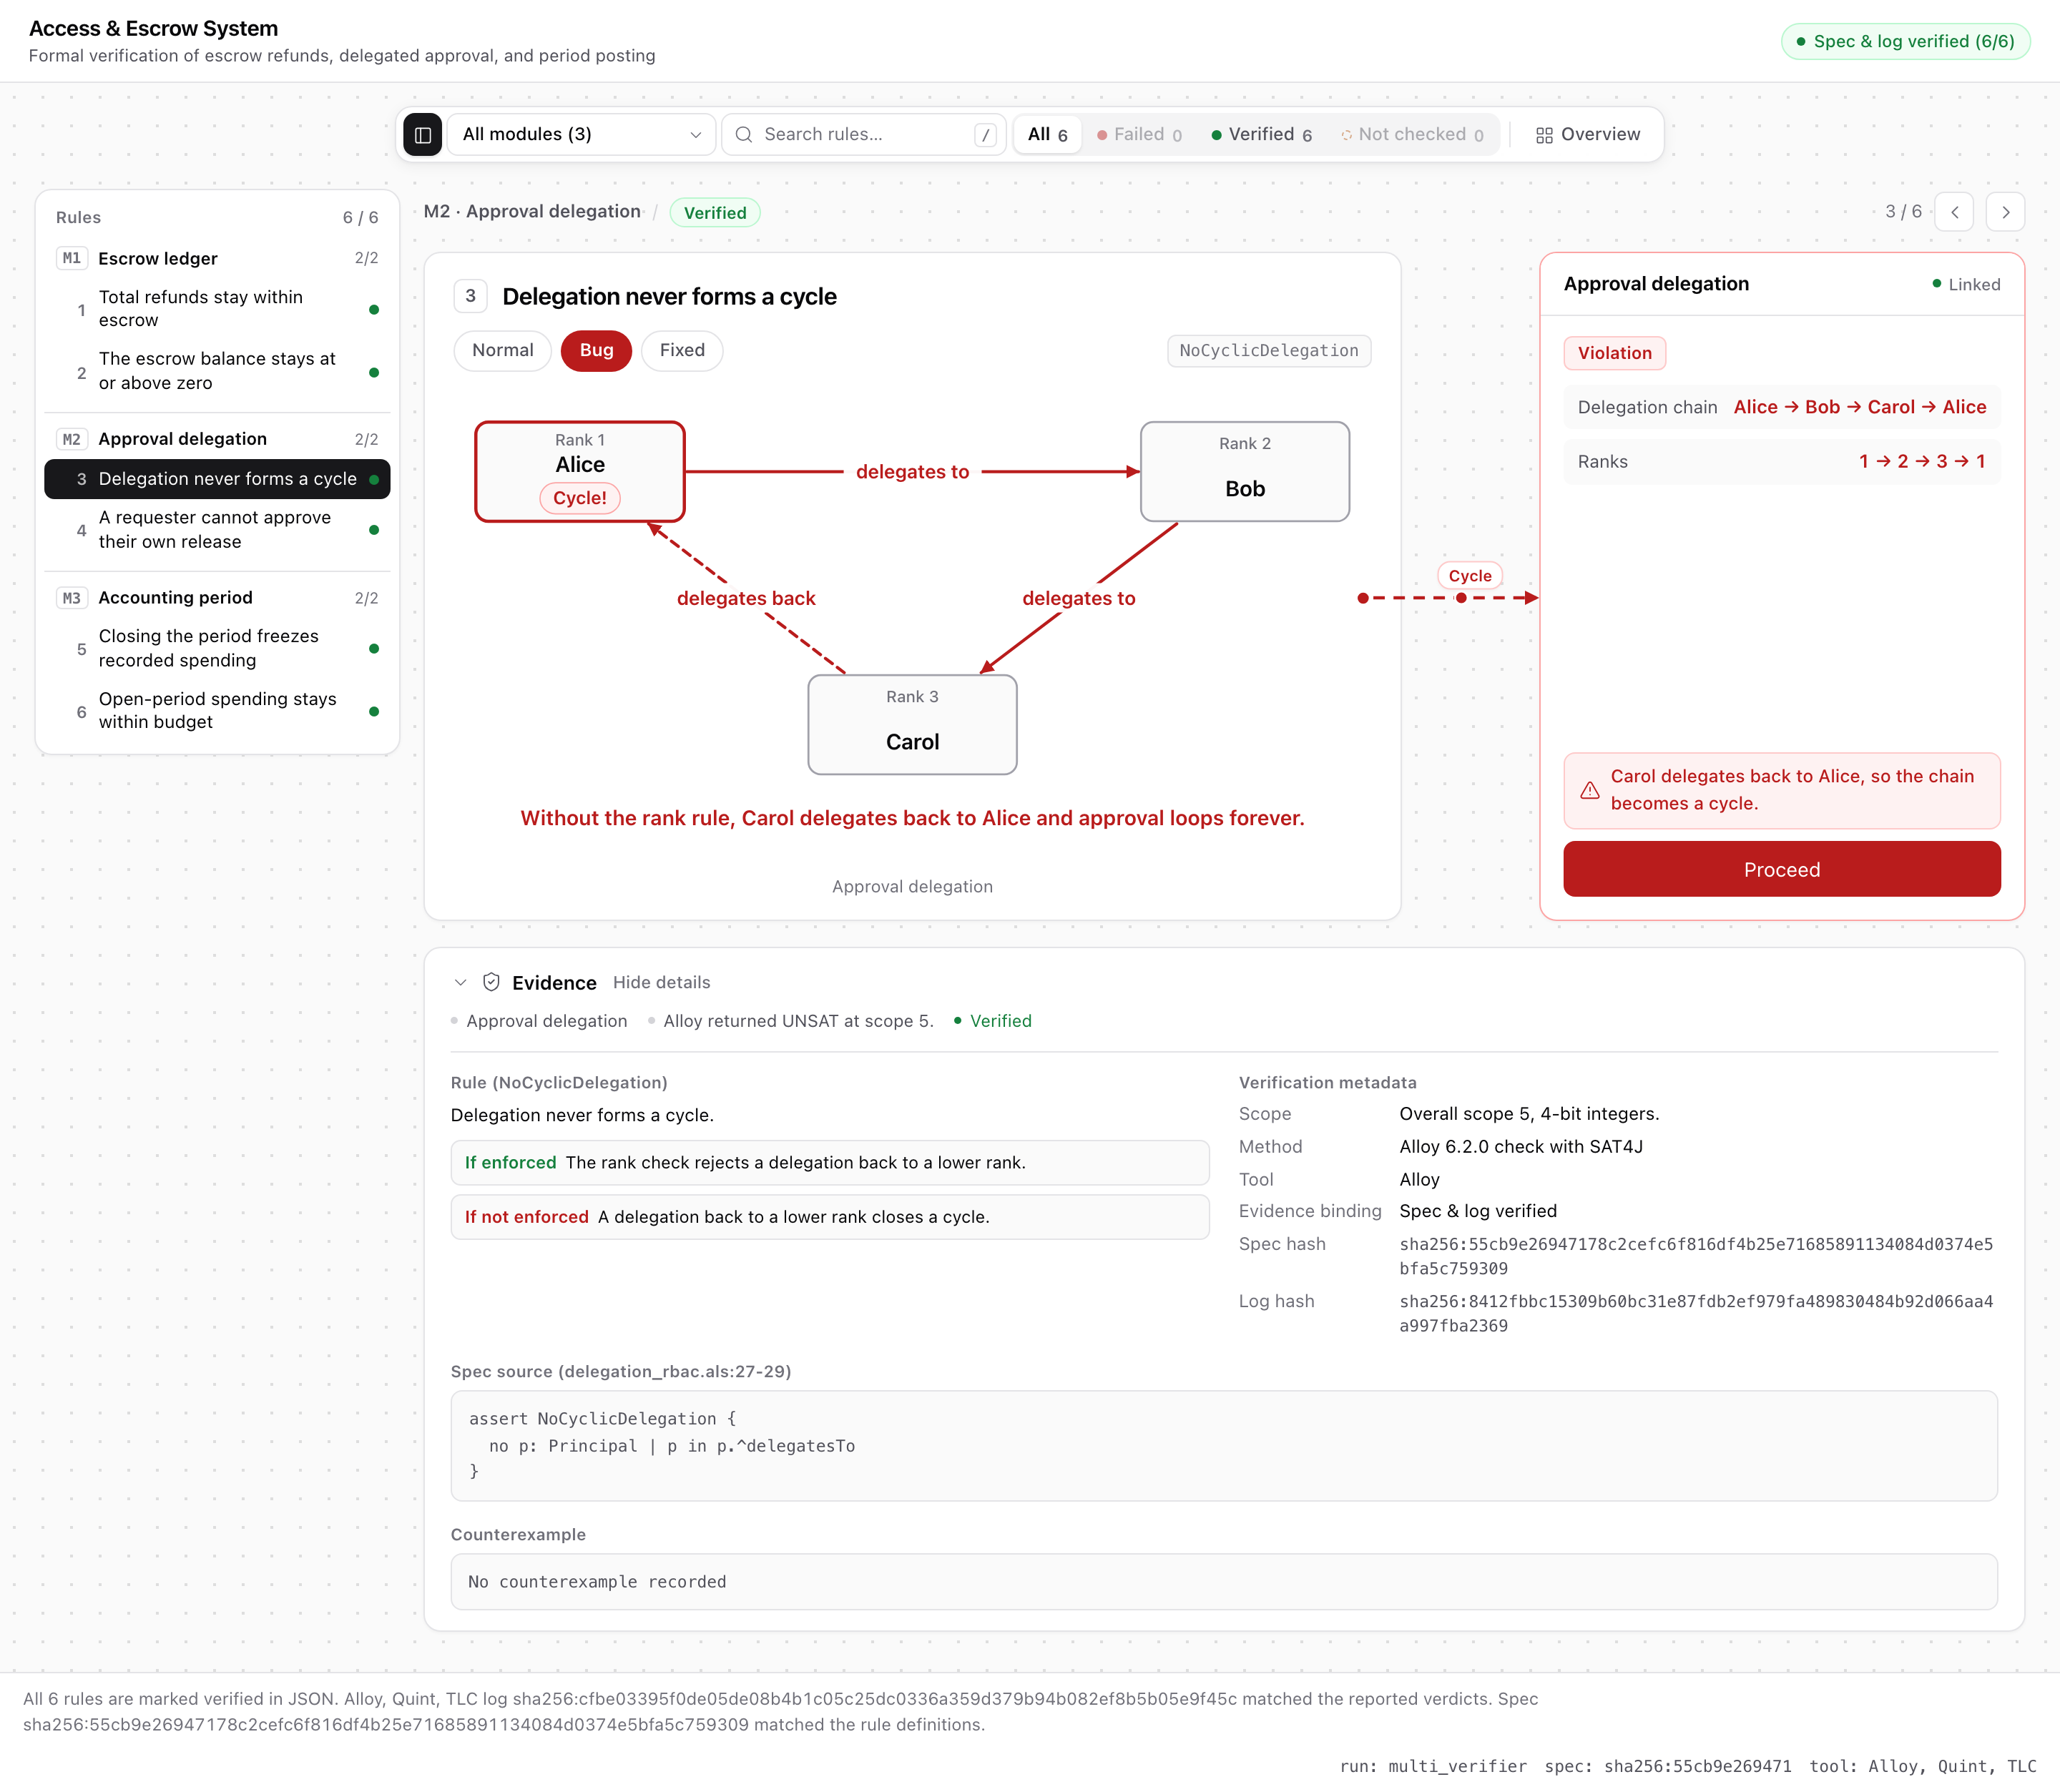 Access & Escrow System
Formal verification of escrow refunds, delegated approval, and period posting
Spec & log verified (6/6)
All modules (3)
Search rules...
/
All 6
Failed 0
Verified 6
Not checked 0
Overview
Rules
6 / 6
M1 Escrow ledger 2/2
1 Total refunds stay within
escrow
2 The escrow balance stays at
or above zero
M2 Approval delegation 2/2
3 Delegation never forms a cycle
4 A requester cannot approve
their own release
M3 Accounting period 2/2
5 Closing the period freezes
recorded spending
6 Open-period spending stays
within budget
M2 · Approval delegation / Verified
3 / 6
3 Delegation never forms a cycle
Normal
Bug
Fixed
NoCyclicDelegation
Rank 1
Alice
Cycle!
delegates to
Rank 2
Bob
delegates back
delegates to
Rank 3
Carol
Without the rank rule, Carol delegates back to Alice and approval loops forever.
Approval delegation
Cycle
Approval delegation
Linked
Violation
Delegation chain Alice → Bob → Carol → Alice
Ranks 1 → 2 → 3 → 1
Carol delegates back to Alice, so the chain
becomes a cycle.
Proceed
Evidence Hide details
Approval delegation
Alloy returned UNSAT at scope 5.
Verified
Rule (NoCyclicDelegation)
Delegation never forms a cycle.
If enforced The rank check rejects a delegation back to a lower rank.
If not enforced A delegation back to a lower rank closes a cycle.
Verification metadata
Scope Overall scope 5, 4-bit integers.
Method Alloy 6.2.0 check with SAT4J
Tool Alloy
Evidence binding Spec & log verified
Spec hash sha256:55cb9e26947178c2cefc6f816df4b25e71685891134084d0374e5
bfa5c759309
Log hash sha256:8412fbbc15309b60bc31e87fdb2ef979fa489830484b92d066aa4
a997fba2369
Spec source (delegation_rbac.als:27-29)
assert NoCyclicDelegation {
no p: Principal | p in p.^delegatesTo
}
Counterexample
No counterexample recorded
All 6 rules are marked verified in JSON. Alloy, Quint, TLC log sha256:cfbe03395f0de05de08b4b1c05c25dc0336a359d379b94b082ef8b5b05e9f45c matched the reported verdicts. Spec
sha256:55cb9e26947178c2cefc6f816df4b25e71685891134084d0374e5bfa5c759309 matched the rule definitions.
run: multi_verifier spec: sha256:55cb9e269471 tool: Alloy, Quint, TLC